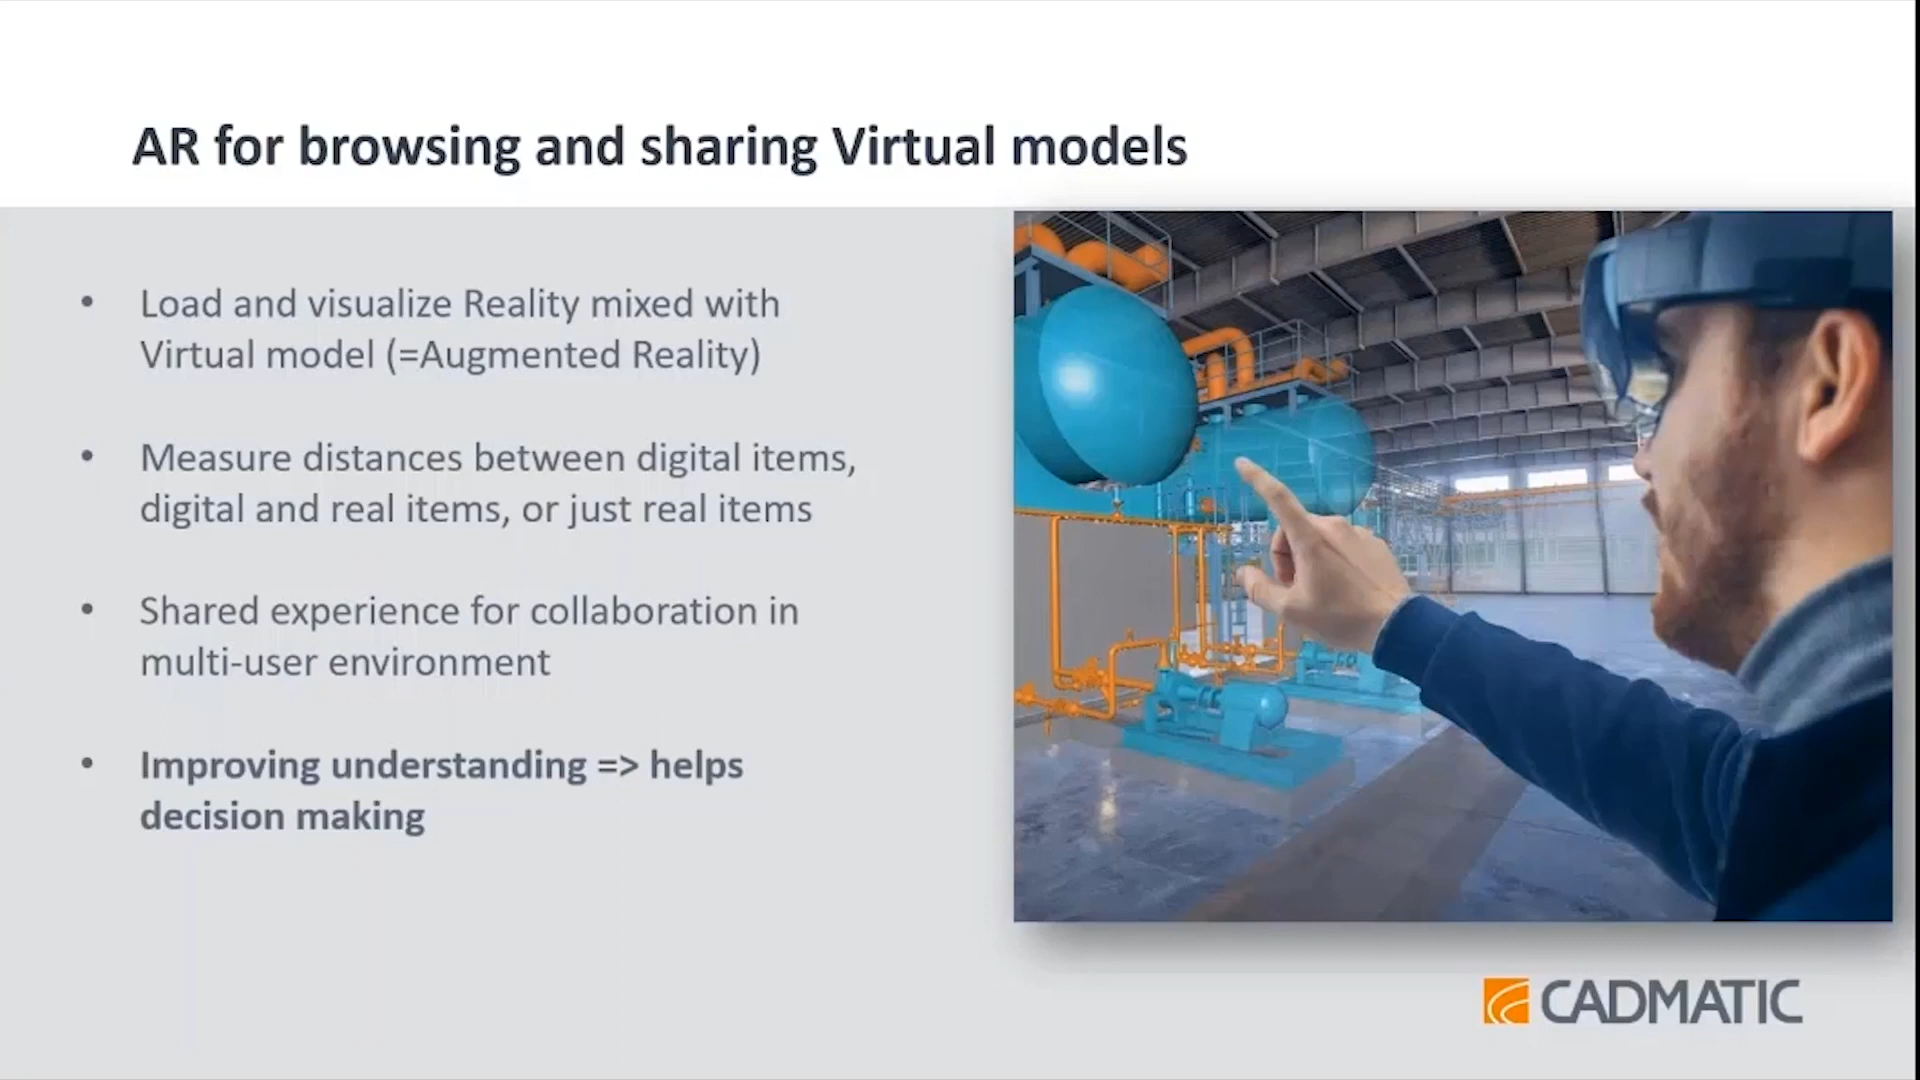 AR for browsing and sharing Virtual models
• Load and visualize Reality mixed with
Virtual model (=Augmented Reality)
• Measure distances between digital items,
digital and real items, or just real items
• Shared experience for collaboration in
multi-user environment
• Improving understanding => helps
decision making
CADMATIC